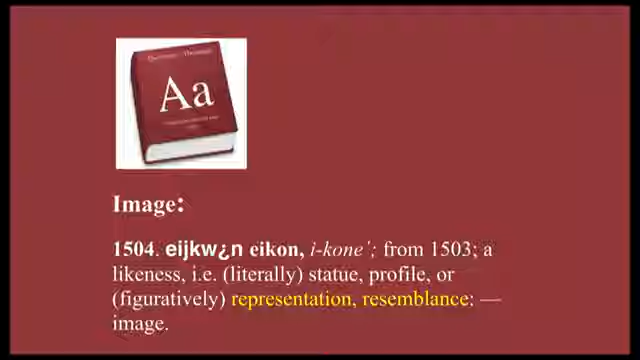 Aa
Image:
1504. eijkw¿n eikon, i-kone´; from 1503; a
likeness, i.e. (literally) statue, profile, or
(figuratively) representation, resemblance: —
image.